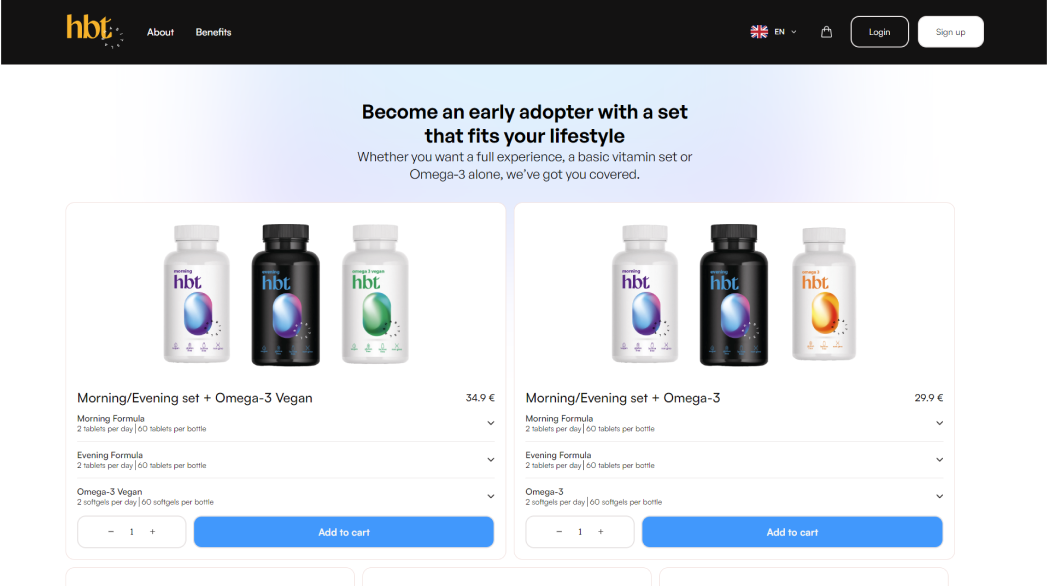 hbt
About
Benefits
EN
Login
Sign up
Become an early adopter with a set
that fits your lifestyle
Whether you want a full experience, a basic vitamin set or
Omega-3 alone, we've got you covered.
morning
hbt
evening
hbt
omega 3 vegan
hbt
morning
hbt
evening
hbt
omega 3
hbt
Morning/Evening set + Omega-3 Vegan
34.9 €
Morning Formula
2 tablets per day | 60 tablets per bottle
Evening Formula
2 tablets per day | 60 tablets per bottle
Omega-3 Vegan
2 softgels per day | 60 softgels per bottle
− 1 +
Add to cart
Morning/Evening set + Omega-3
29.9 €
Morning Formula
2 tablets per day | 60 tablets per bottle
Evening Formula
2 tablets per day | 60 tablets per bottle
Omega-3
2 softgels per day | 60 softgels per bottle
− 1 +
Add to cart